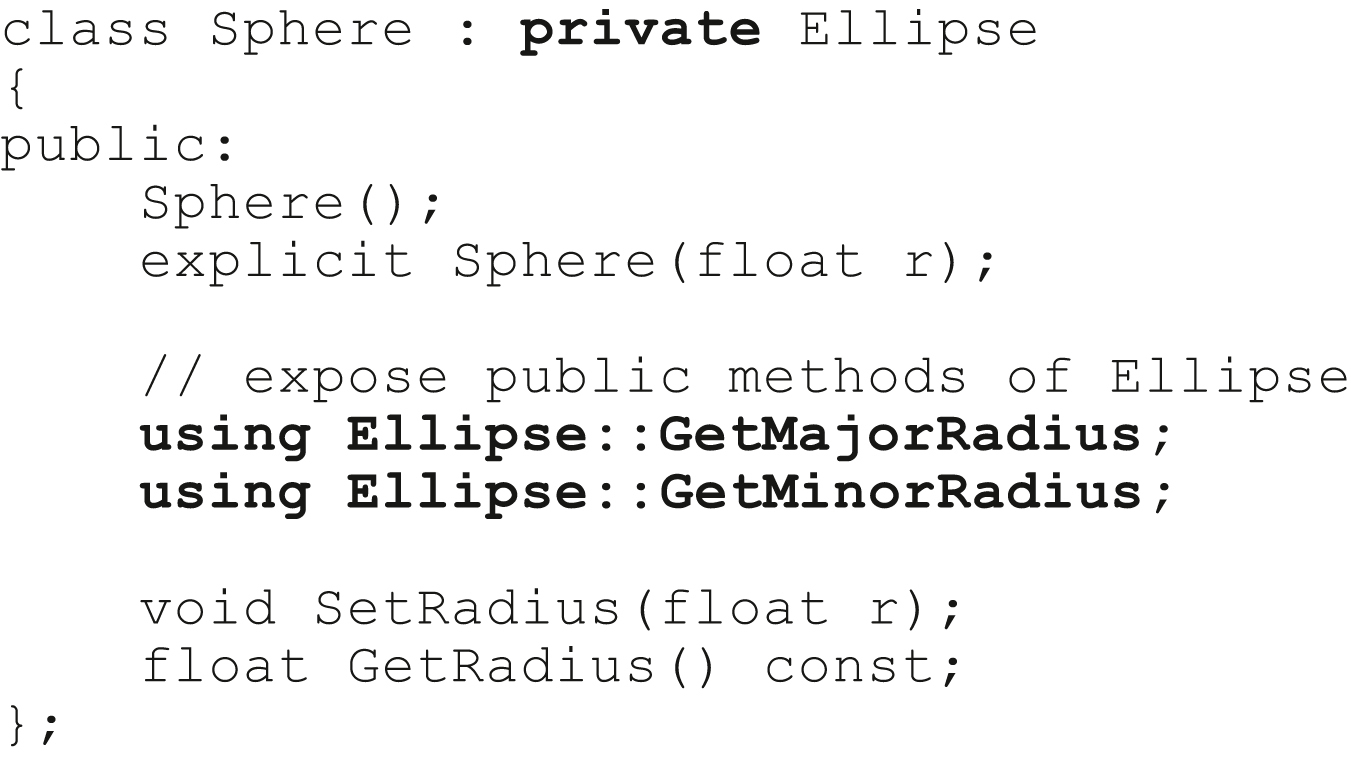 class Sphere : private Ellipse
{
public:
    Sphere();
    explicit Sphere(float r);

    // expose public methods of Ellipse
    using Ellipse::GetMajorRadius;
    using Ellipse::GetMinorRadius;

    void SetRadius(float r);
    float GetRadius() const;
};